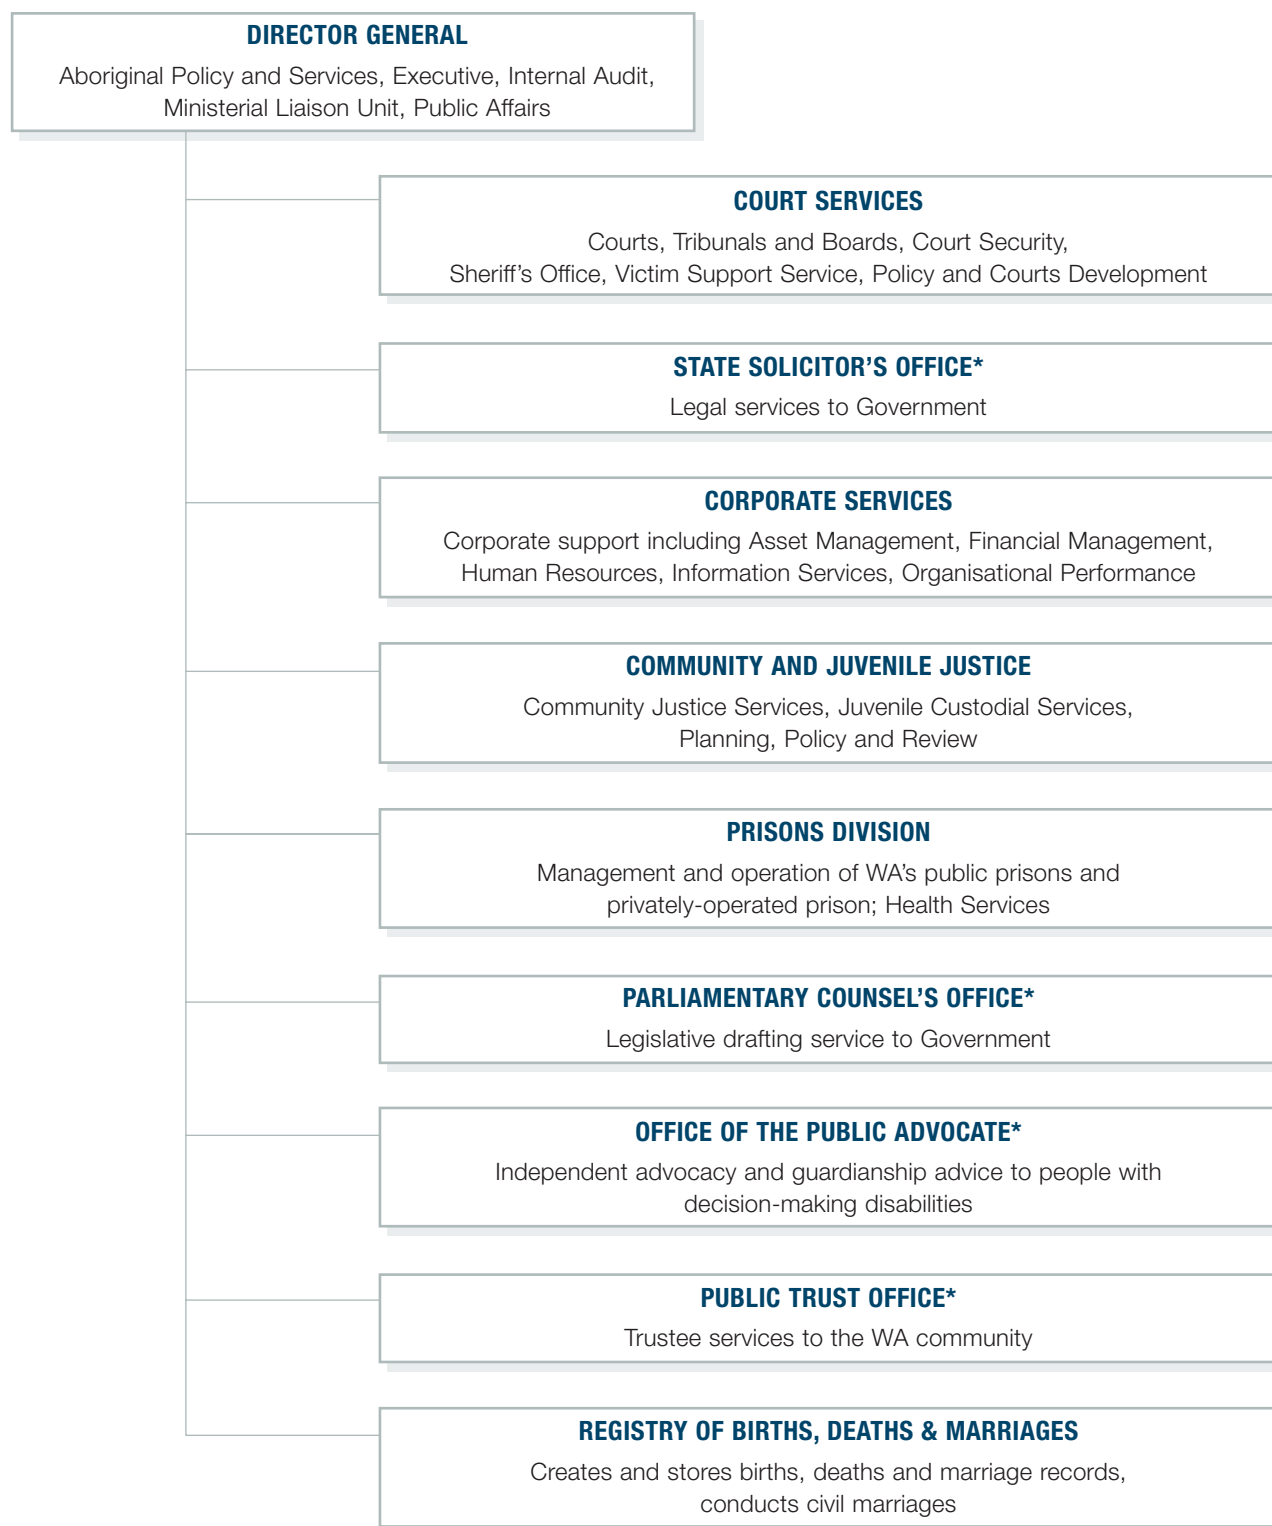 DIRECTOR GENERAL
Aboriginal Policy and Services, Executive, Internal Audit,
Ministerial Liaison Unit, Public Affairs
COURT SERVICES
Courts, Tribunals and Boards, Court Security,
Sheriff's Office, Victim Support Service, Policy and Courts Development
STATE SOLICITOR'S OFFICE*
Legal services to Government
CORPORATE SERVICES
Corporate support including Asset Management, Financial Management,
Human Resources, Information Services, Organisational Performance
COMMUNITY AND JUVENILE JUSTICE
Community Justice Services, Juvenile Custodial Services,
Planning, Policy and Review
PRISONS DIVISION
Management and operation of WA's public prisons and
privately-operated prison; Health Services
PARLIAMENTARY COUNSEL'S OFFICE*
Legislative drafting service to Government
OFFICE OF THE PUBLIC ADVOCATE*
Independent advocacy and guardianship advice to people with
decision-making disabilities
PUBLIC TRUST OFFICE*
Trustee services to the WA community
REGISTRY OF BIRTHS, DEATHS & MARRIAGES
Creates and stores births, deaths and marriage records,
conducts civil marriages